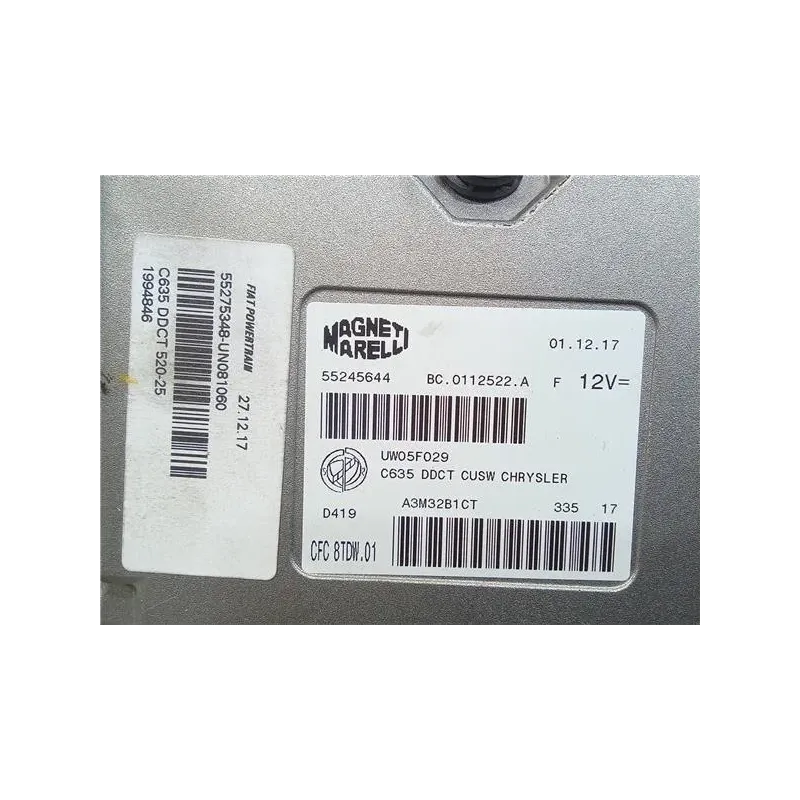 FIAT POWERTRAIN 27.12.17
55275348-UN081060
C635 DDCT 520-25
1994846
MAGNETI
MARELLI
01.12.17
55245644 BC.0112522.A F 12V=
UW05F029
C635 DDCT CUSW CHRYSLER
D419 A3M32B1CT 335 17
CFC 8TDW.01